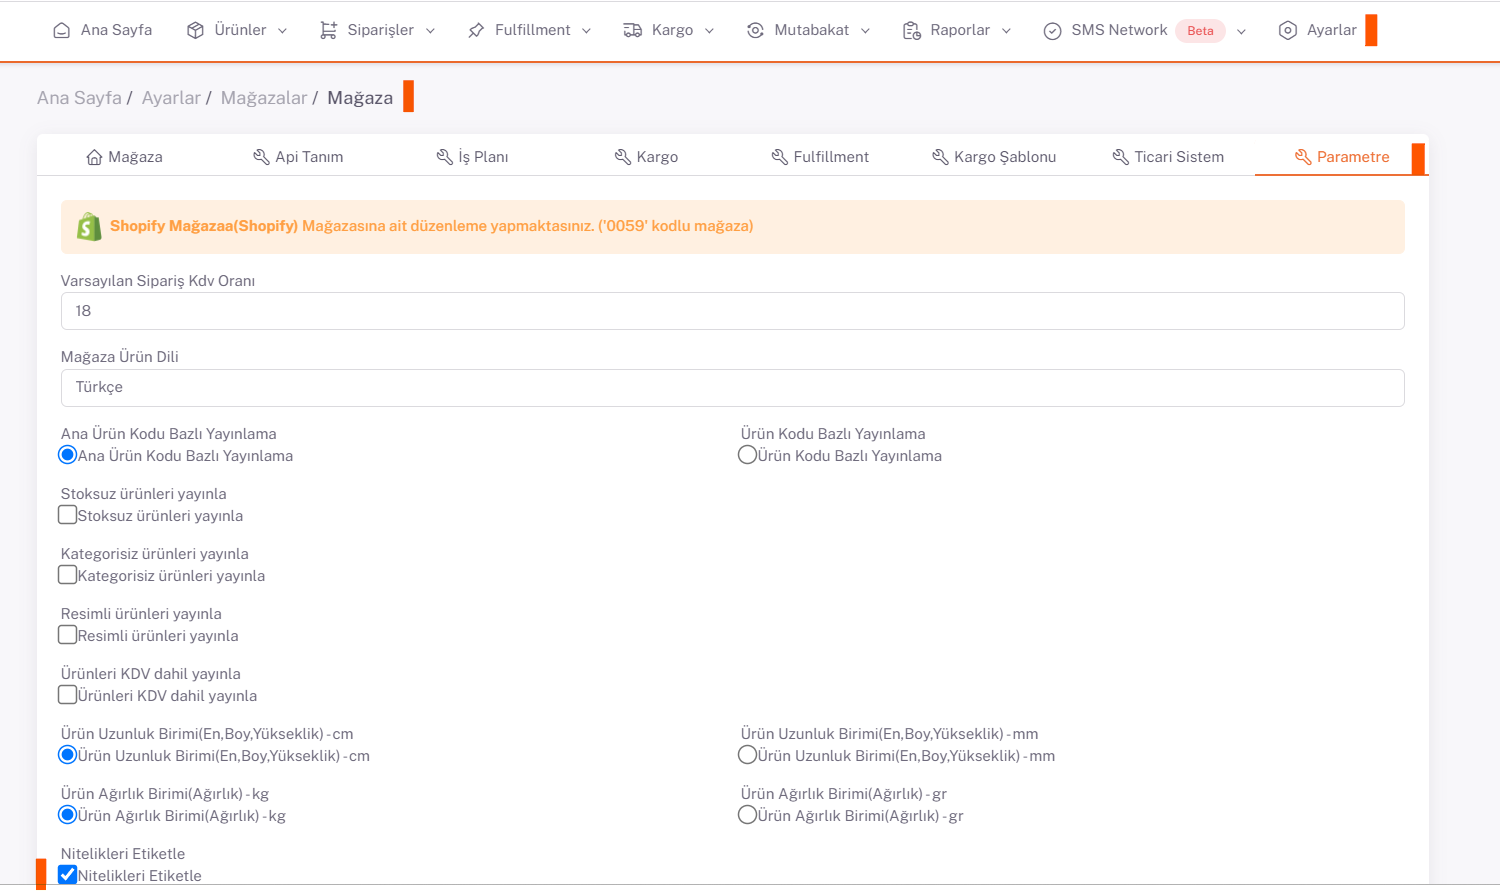 Ana Sayfa Ürünler Siparişler Fulfillment Kargo Mutabakat Raporlar SMS Network Beta Ayarlar
Ana Sayfa / Ayarlar / Mağazalar / Mağaza
Mağaza Api Tanım İş Planı Kargo Fulfillment Kargo Şablonu Ticari Sistem Parametre
Shopify Mağazaa(Shopify) Mağazasına ait düzenleme yapmaktasınız. ('0059' kodlu mağaza)
Varsayılan Sipariş Kdv Oranı
18
Mağaza Ürün Dili
Türkçe
Ana Ürün Kodu Bazlı Yayınlama Ürün Kodu Bazlı Yayınlama
Ana Ürün Kodu Bazlı Yayınlama Ürün Kodu Bazlı Yayınlama
Stoksuz ürünleri yayınla
Stoksuz ürünleri yayınla
Kategorisiz ürünleri yayınla
Kategorisiz ürünleri yayınla
Resimli ürünleri yayınla
Resimli ürünleri yayınla
Ürünleri KDV dahil yayınla
Ürünleri KDV dahil yayınla
Ürün Uzunluk Birimi(En,Boy,Yükseklik) - cm Ürün Uzunluk Birimi(En,Boy,Yükseklik) - mm
Ürün Uzunluk Birimi(En,Boy,Yükseklik) - cm Ürün Uzunluk Birimi(En,Boy,Yükseklik) - mm
Ürün Ağırlık Birimi(Ağırlık) - kg Ürün Ağırlık Birimi(Ağırlık) - gr
Ürün Ağırlık Birimi(Ağırlık) - kg Ürün Ağırlık Birimi(Ağırlık) - gr
Nitelikleri Etiketle
Nitelikleri Etiketle